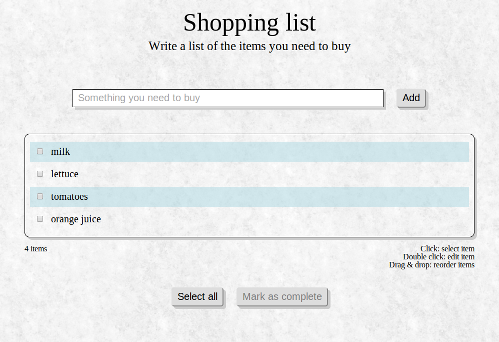 Shopping list
Write a list of the items you need to buy
Something you need to buy
Add
milk
lettuce
tomatoes
orange juice
4 items
Click: select item
Double click: edit item
Drag & drop: reorder items
Select all
Mark as complete